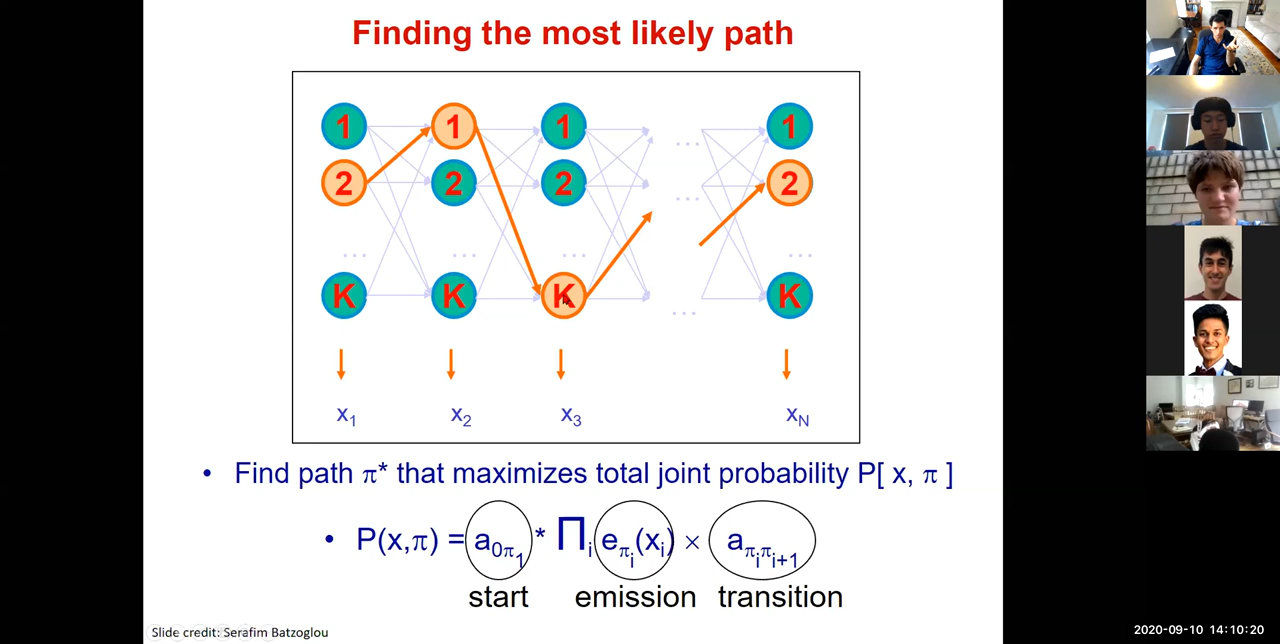 Finding the most likely path
1 1 1 ... 1
2 2 2 ... 2
... ... ... ...
K K K ... K
x1 x2 x3 xN
• Find path π* that maximizes total joint probability P[ x, π ]
• P(x,π) = a0π1 * ∏i eπi(xi) × aπiπi+1
start emission transition
Slide credit: Serafim Batzoglou
2020-09-10 14:10:20